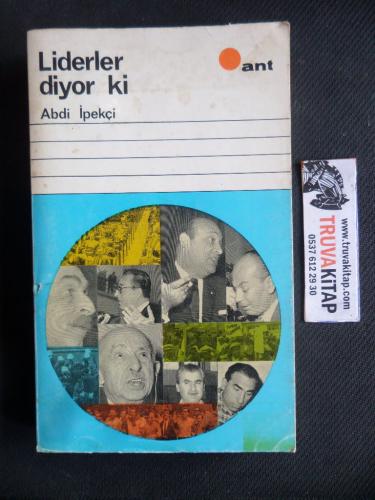 Liderler
diyor ki
Abdi İpekçi
ant
www.truvakitap.com
TRUVAKİTAP
0537 612 29 30